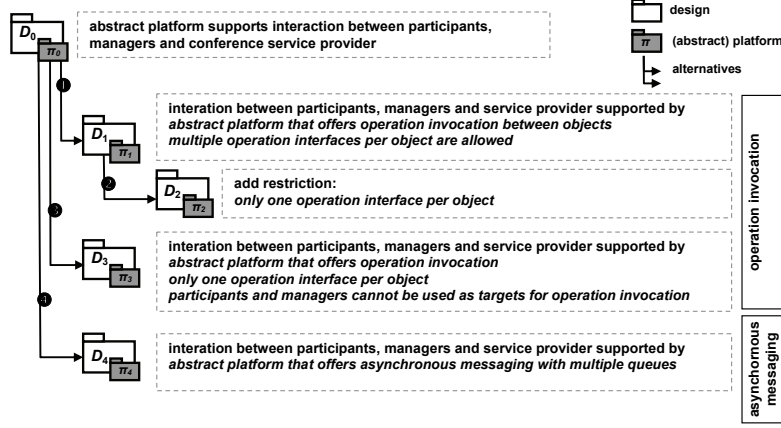 design
D0
π0
abstract platform supports interaction between participants,
managers and conference service provider
π
(abstract) platform
alternatives
1
interation between participants, managers and service provider supported by
abstract platform that offers operation invocation between objects
multiple operation interfaces per object are allowed
D1
π1
2
D2
π2
add restriction:
only one operation interface per object
operation invocation
3
interation between participants, managers and service provider supported by
abstract platform that offers operation invocation
only one operation interface per object
participants and managers cannot be used as targets for operation invocation
D3
π3
4
interation between participants, managers and service provider supported by
abstract platform that offers asynchronous messaging with multiple queues
D4
π4
asynchornous
messaging